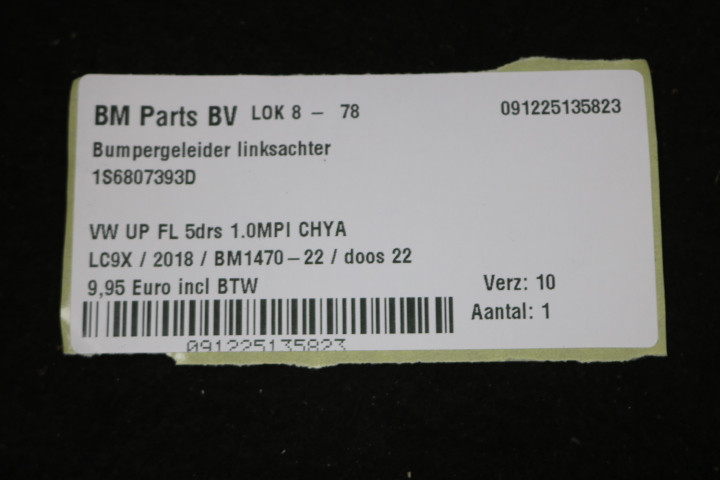 BM Parts BV LOK 8 - 78 091225135823
Bumpergeleider linksachter
1S6807393D
VW UP FL 5drs 1.0MPI CHYA
LC9X / 2018 / BM1470-22 / doos 22
9,95 Euro incl BTW Verz: 10
Aantal: 1
091225135823